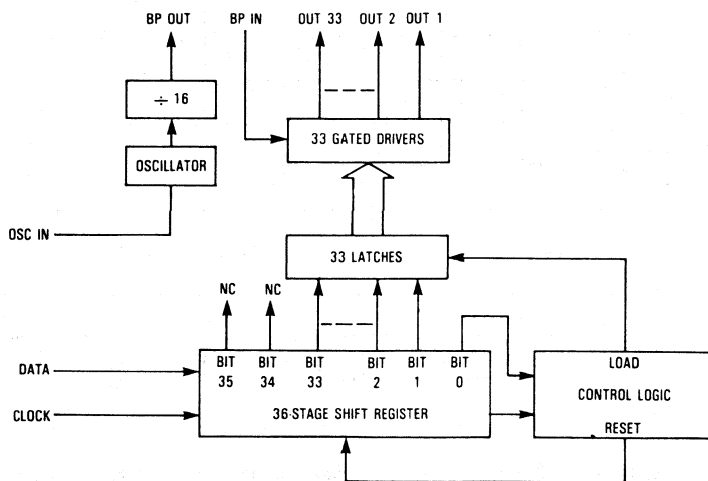 BP OUT BP IN OUT 33 OUT 2 OUT 1
÷ 16
33 GATED DRIVERS
OSCILLATOR
OSC IN
33 LATCHES
NC NC
BIT 35
BIT 34
BIT 33
BIT 2
BIT 1
BIT 0
DATA
CLOCK
36-STAGE SHIFT REGISTER
LOAD
CONTROL LOGIC
RESET